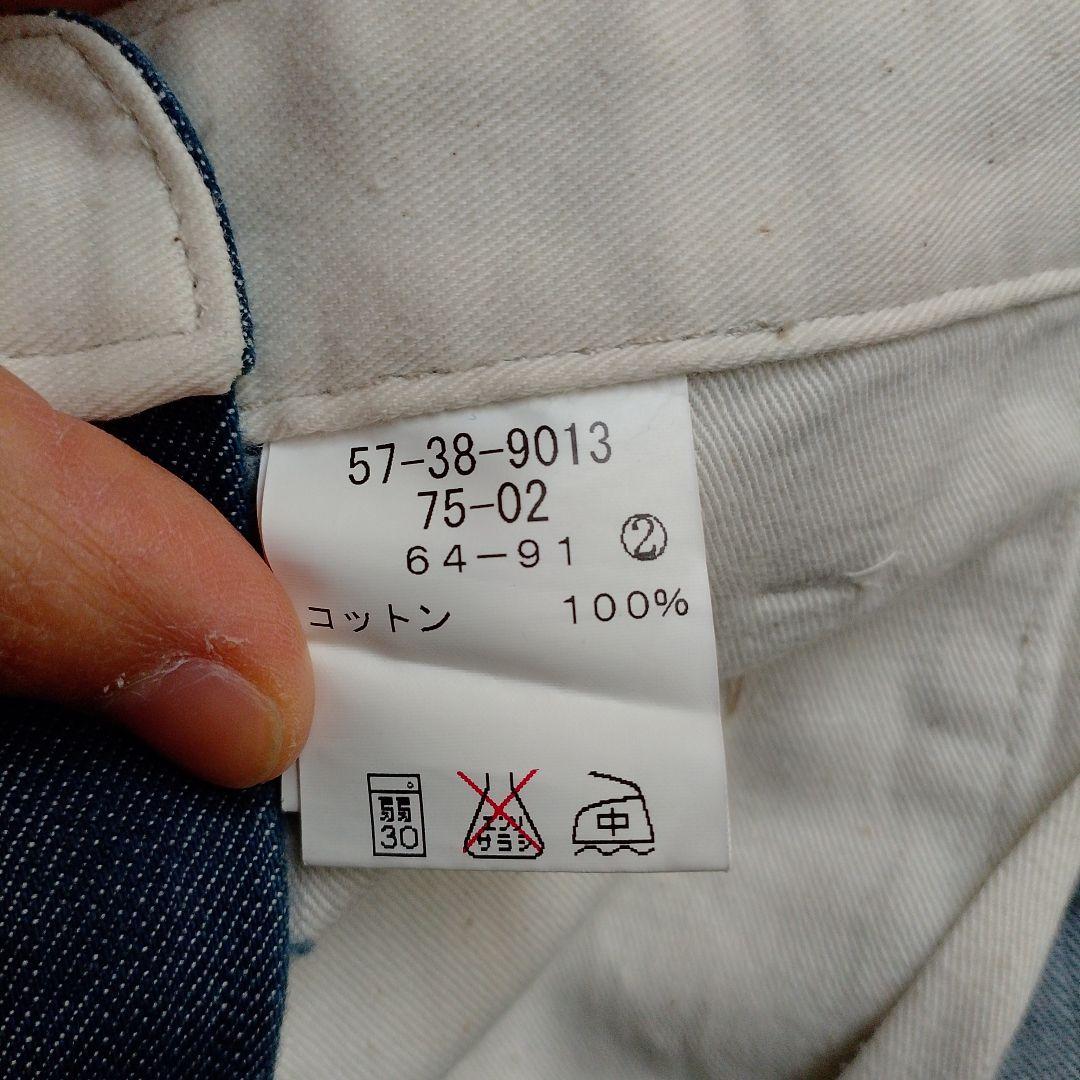 57-38-9013
75-02
64-91 ②
コットン 100%
弱
30
エンソ
サラシ
中